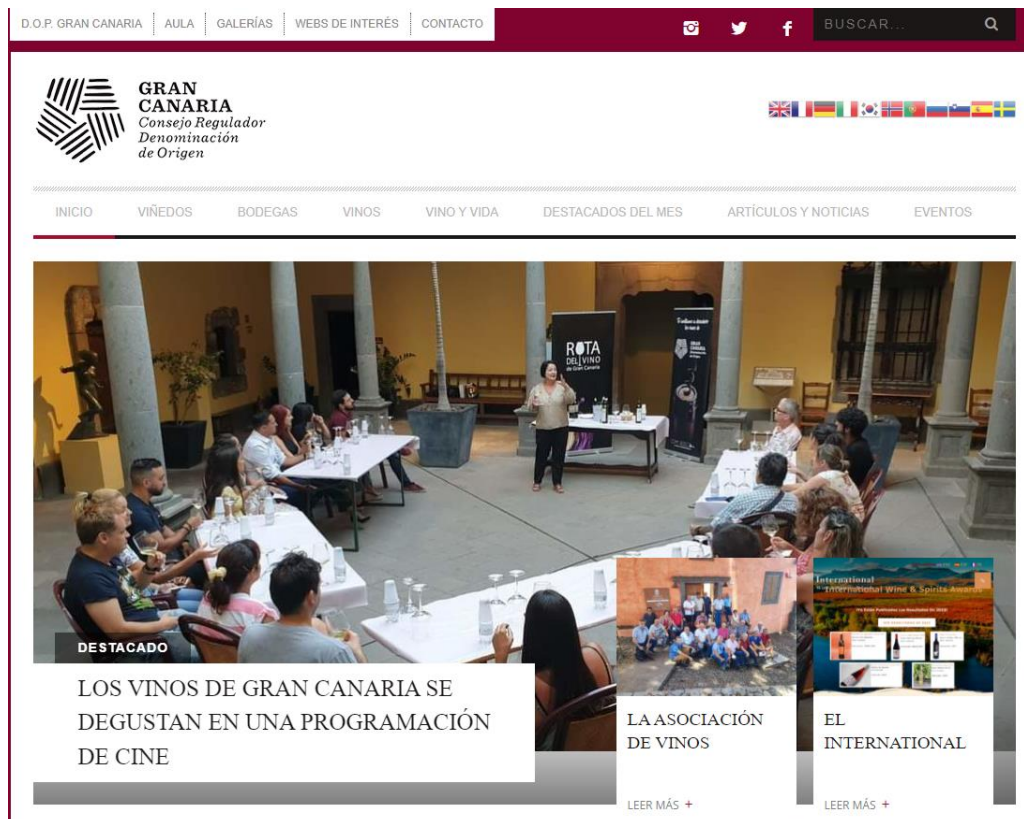 D.O.P. GRAN CANARIA
AULA
GALERÍAS
WEBS DE INTERÉS
CONTACTO
BUSCAR...
GRAN
CANARIA
Consejo Regulador
Denominación
de Origen
INICIO
VIÑEDOS
BODEGAS
VINOS
VINO Y VIDA
DESTACADOS DEL MES
ARTÍCULOS Y NOTICIAS
EVENTOS
RUTA
DEL VINO
de Gran Canaria
GRAN
CANARIA
DESTACADO
LOS VINOS DE GRAN CANARIA SE
DEGUSTAN EN UNA PROGRAMACIÓN
DE CINE
LA ASOCIACIÓN
DE VINOS
LEER MÁS +
International
International Wine & Spirits Awards
EL
INTERNATIONAL
LEER MÁS +